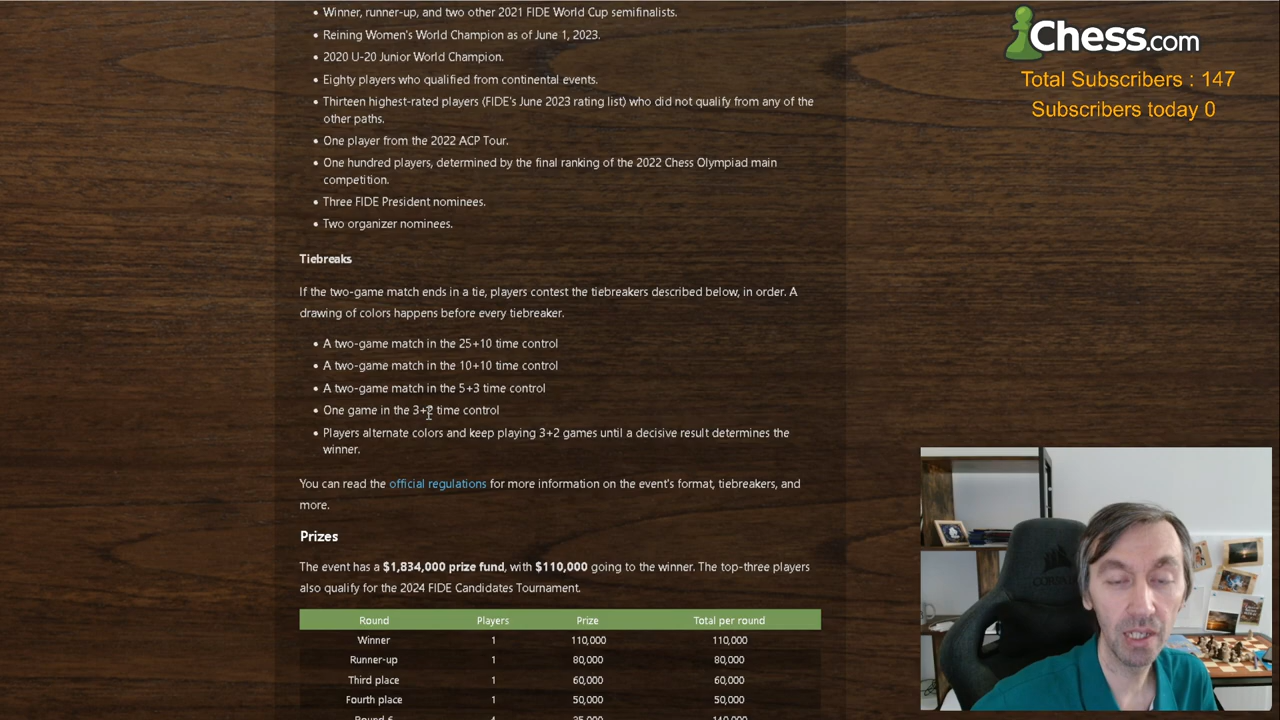 Winner, runner-up, and two other 2021 FIDE World Cup semifinalists.
Reining Women's World Champion as of June 1, 2023.
2020 U-20 Junior World Champion.
Eighty players who qualified from continental events.
Thirteen highest-rated players (FIDE's June 2023 rating list) who did not qualify from any of the
other paths.
One player from the 2022 ACP Tour.
One hundred players, determined by the final ranking of the 2022 Chess Olympiad main
competition.
Three FIDE President nominees.
Two organizer nominees.
Tiebreaks
If the two-game match ends in a tie, players contest the tiebreakers described below, in order. A
drawing of colors happens before every tiebreaker.
A two-game match in the 25+10 time control
A two-game match in the 10+10 time control
A two-game match in the 5+3 time control
One game in the 3+2 time control
Players alternate colors and keep playing 3+2 games until a decisive result determines the
winner.
You can read the official regulations for more information on the event's format, tiebreakers, and
more.
Prizes
The event has a $1,834,000 prize fund, with $110,000 going to the winner. The top-three players
also qualify for the 2024 FIDE Candidates Tournament.
Round Players Prize Total per round
Winner 1 110,000 110,000
Runner-up 1 80,000 80,000
Third place 1 60,000 60,000
Fourth place 1 50,000 50,000
Round 6 4 35,000 140,000
Chess.com
Total Subscribers : 147
Subscribers today 0